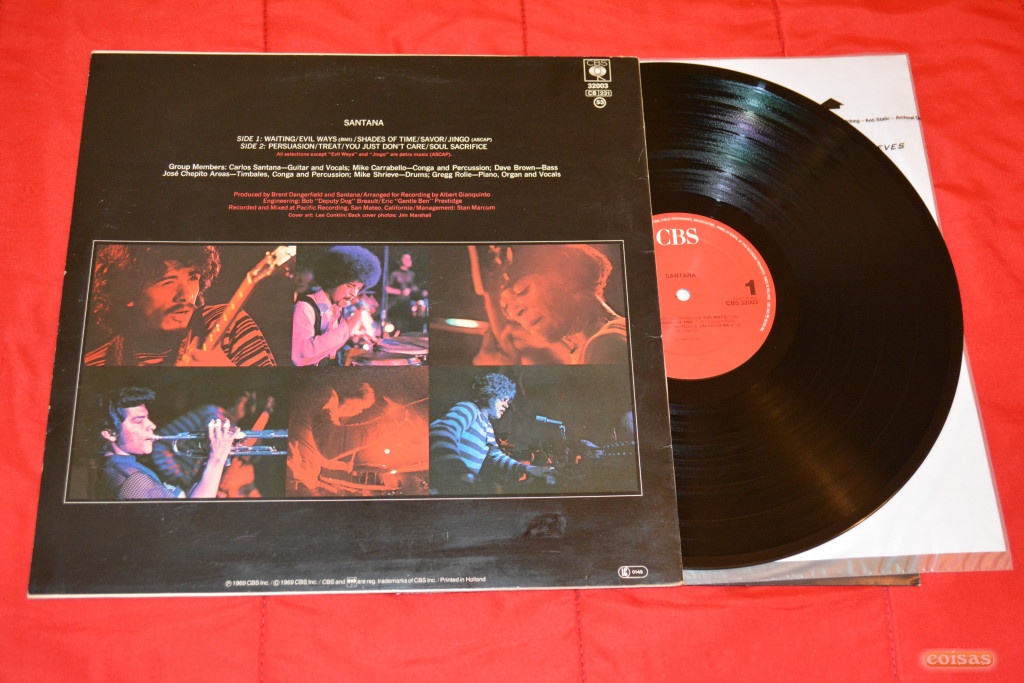 CBS
32003
CB 231
53
SANTANA
SIDE 1: WAITING/EVIL WAYS (BMI)/SHADES OF TIME/SAVOR/JINGO (ASCAP)
SIDE 2: PERSUASION/TREAT/YOU JUST DON'T CARE/SOUL SACRIFICE
All selections except "Evil Ways" and "Jingo" are petra music (ASCAP).
Group Members: Carlos Santana—Guitar and Vocals; Mike Carrabello—Conga and Percussion; Dave Brown—Bass
José Chepito Areas—Timbales, Conga and Percussion; Mike Shrieve—Drums; Gregg Rolie—Piano, Organ and Vocals
Produced by Brent Dangerfield and Santana/Arranged for Recording by Albert Gianquinto
Engineering: Bob "Deputy Dog" Breault/Eric "Gentle Ben" Prestidge
Recorded and Mixed at Pacific Recording, San Mateo, California/Management: Stan Marcum
Cover art: Lee Conklin/Back cover photos: Jim Marshall
℗ 1969 CBS Inc. / © 1969 CBS Inc. / CBS and are reg. trademarks of CBS Inc. / Printed in Holland
LC 0149
CBS
SANTANA
1
CBS 32003
Anti Static - Archival
EVES
coisas